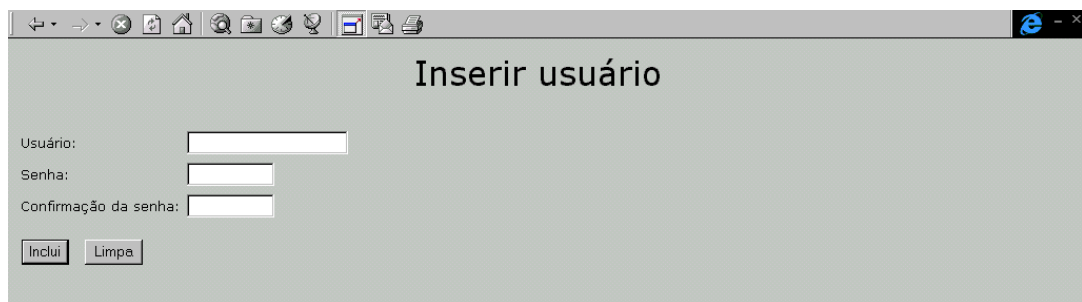 Inserir usuário
Usuário:
Senha:
Confirmação da senha:
Inclui Limpa